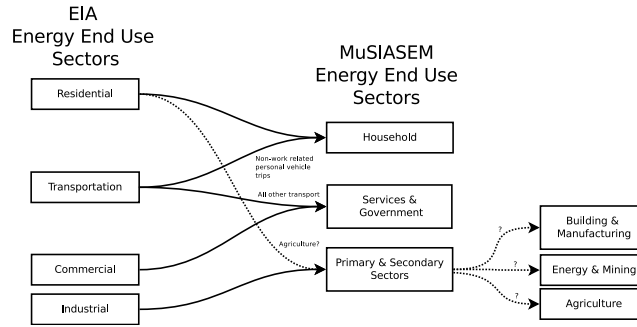 EIA
Energy End Use
Sectors
MuSIASEM
Energy End Use
Sectors
Residential
Household
Non-work related
personal vehicle
trips
Transportation
All other transport
Services &
Government
Building &
Manufacturing
?
Agriculture?
Primary & Secondary
Sectors
Commercial
?
Energy & Mining
Industrial
?
Agriculture